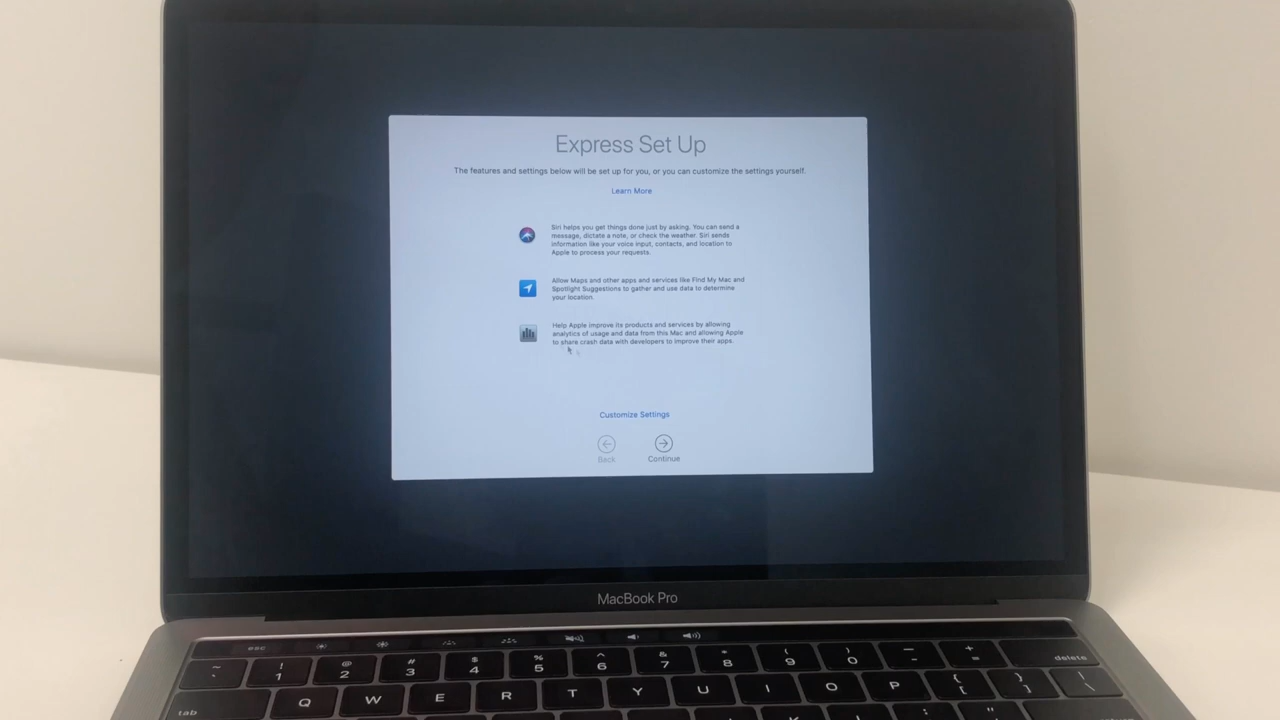 Express Set Up
The features and settings below will be set up for you, or you can customize the settings yourself.
Learn More
Siri helps you get things done just by asking. You can send a
message, dictate a note, or check the weather. Siri sends
information like your voice input, contacts, and location to
Apple to process your requests.
Allow Maps and other apps and services like Find My Mac and
Spotlight Suggestions to gather and use data to determine
your location.
Help Apple improve its products and services by allowing
analytics of usage and data from this Mac and allowing Apple
to share crash data with developers to improve their apps.
Customize Settings
Back Continue
MacBook Pro
esc
~ ! @ # $ % ^ & * ( ) — + delete
` 1 2 3 4 5 6 7 8 9 0 - =
tab Q W E R T Y U I O P { [ } ] | \